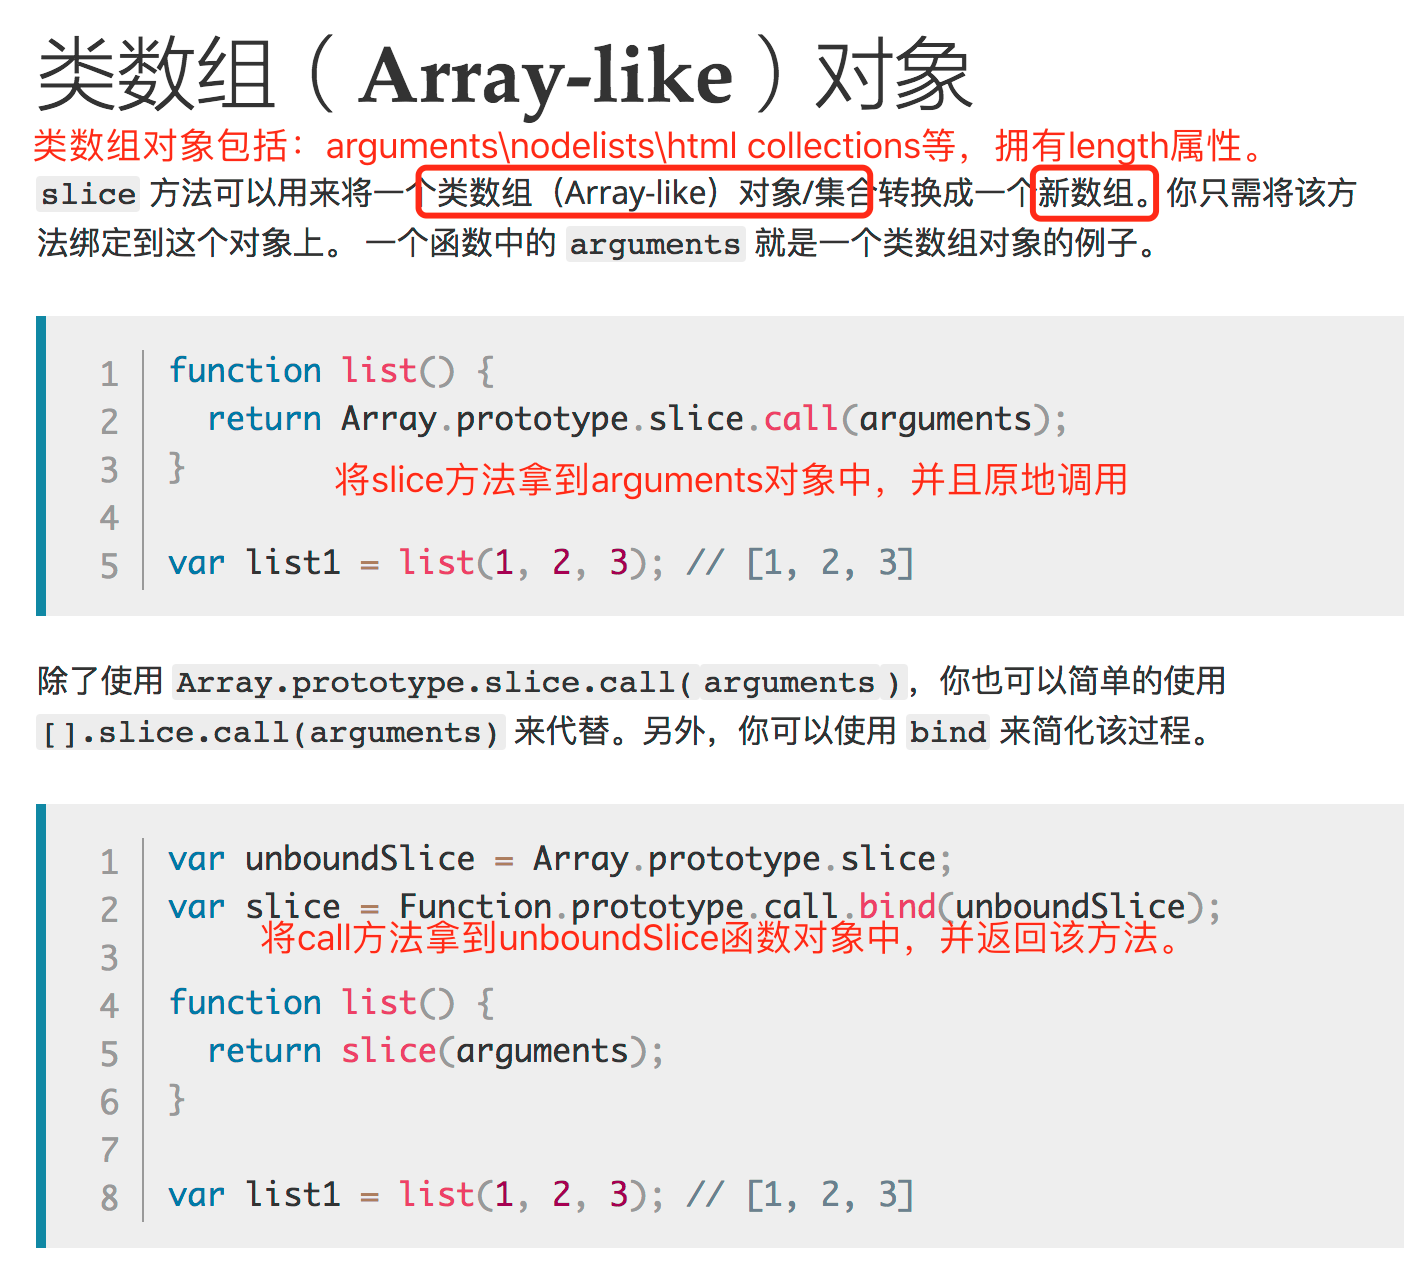 类数组（Array-like）对象
类数组对象包括：arguments\nodelists\html collections等，拥有length属性。
slice 方法可以用来将一个类数组（Array-like）对象/集合转换成一个新数组。你只需将该方
法绑定到这个对象上。 一个函数中的 arguments 就是一个类数组对象的例子。
1 function list() {
2   return Array.prototype.slice.call(arguments);
3 }
将slice方法拿到arguments对象中，并且原地调用
4
5 var list1 = list(1, 2, 3); // [1, 2, 3]
除了使用 Array.prototype.slice.call(arguments)，你也可以简单的使用
[].slice.call(arguments) 来代替。另外，你可以使用 bind 来简化该过程。
1 var unboundSlice = Array.prototype.slice;
2 var slice = Function.prototype.call.bind(unboundSlice);
将call方法拿到unboundSlice函数对象中，并返回该方法。
3
4 function list() {
5   return slice(arguments);
6 }
7
8 var list1 = list(1, 2, 3); // [1, 2, 3]